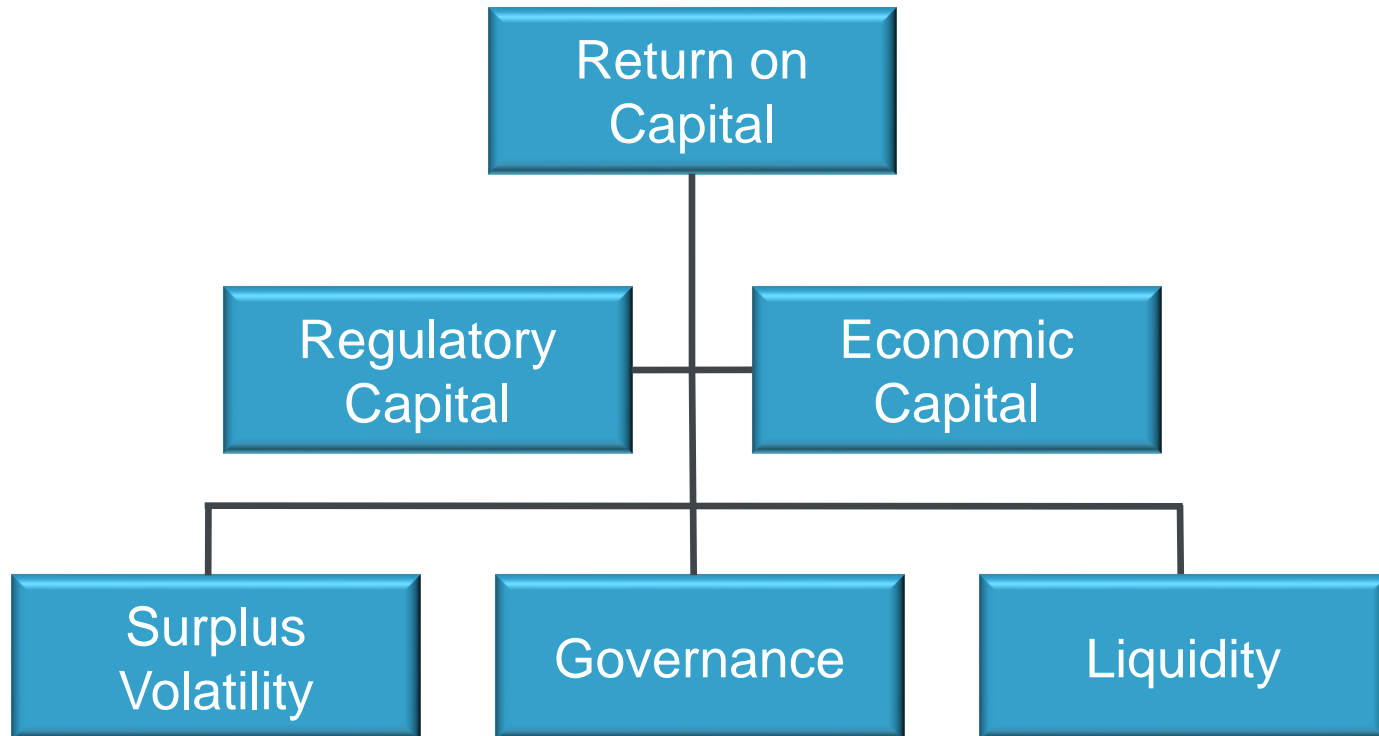 Return on
Capital
Regulatory
Capital
Economic
Capital
Surplus
Volatility
Governance
Liquidity